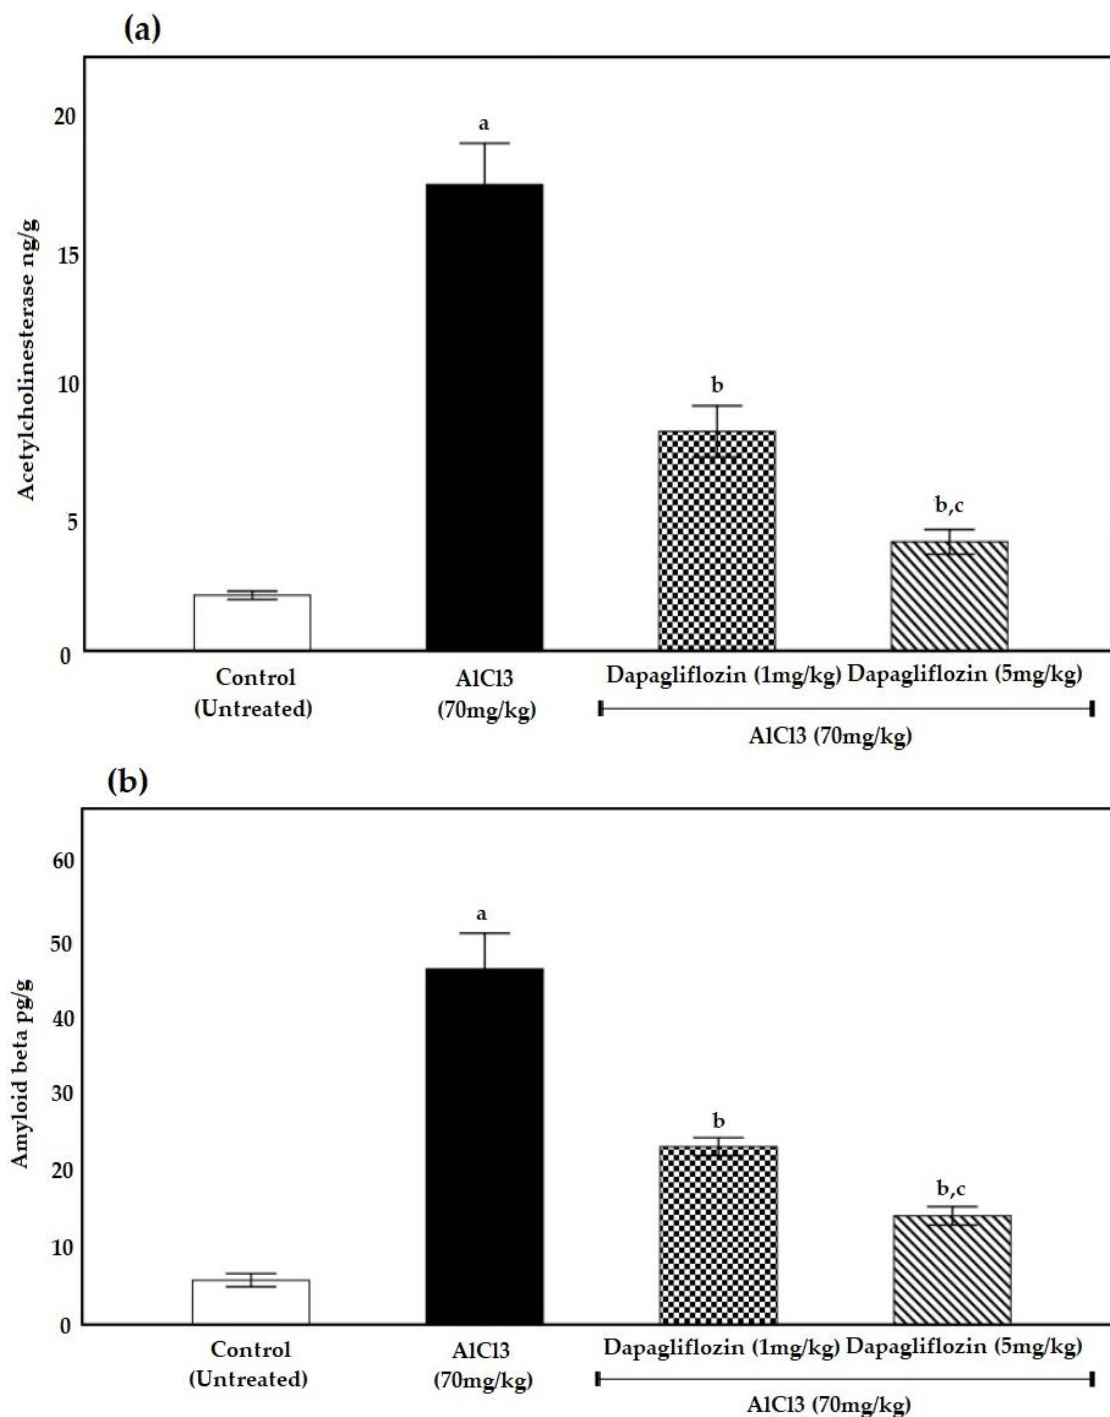 (a)
20
15
10
5
0
Acetylcholinesterase ng/g
a
b
b,c
Control
(Untreated)
AlCl3
(70mg/kg)
Dapagliflozin (1mg/kg)
Dapagliflozin (5mg/kg)
AlCl3 (70mg/kg)
(b)
60
50
40
30
20
10
0
Amyloid beta pg/g
a
b
b,c
Control
(Untreated)
AlCl3
(70mg/kg)
Dapagliflozin (1mg/kg)
Dapagliflozin (5mg/kg)
AlCl3 (70mg/kg)